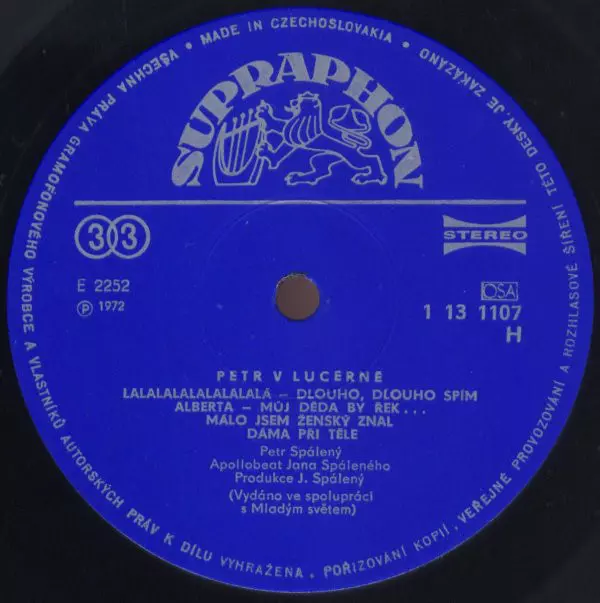 • MADE IN CZECHOSLOVAKIA •
VŠECHNA PRÁVA GRAMOFONOVÉHO VÝROBCE A VLASTNÍKŮ AUTORSKÝCH PRÁV K DÍLU VYHRAŽENA. POŘIZOVÁNÍ KOPIÍ, VEŘEJNÉ PROVOZOVÁNÍ A ROZHLASOVÉ ŠÍŘENÍ TÉTO DESKY, JE ZAKÁZÁNO
SUPRAPHON
33
STEREO
E 2252
OSA
Ⓟ 1972
1 13 1107
H
PETR V LUCERNĚ
LALALALALALALALALÁ – DLOUHO, DLOUHO SPÍM
ALBERTA – MŮJ DĚDA BY ŘEK...
MÁLO JSEM ŽENSKÝ ZNAL
DÁMA PŘI TĚLE
Petr Spálený
Apollobeat Jana Spáleného
Produkce J. Spálený
(Vydáno ve spolupráci
s Mladým světem)